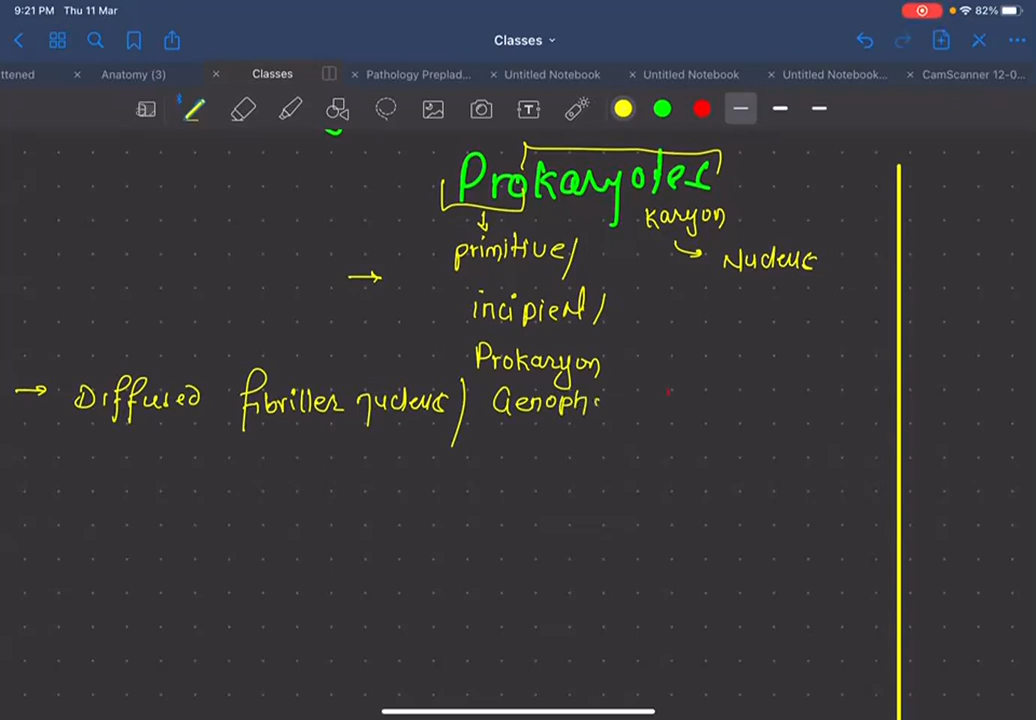 9:21 PM Thu 11 Mar
82%
Classes
ttened
Anatomy (3)
Classes
Pathology Preplad...
Untitled Notebook
Untitled Notebook
Untitled Notebook...
CamScanner 12-0...
Prokaryotes
karyon
primitive/
Nucleus
incipient/
Prokaryon
Diffused fibriller nucleus/ Genoph